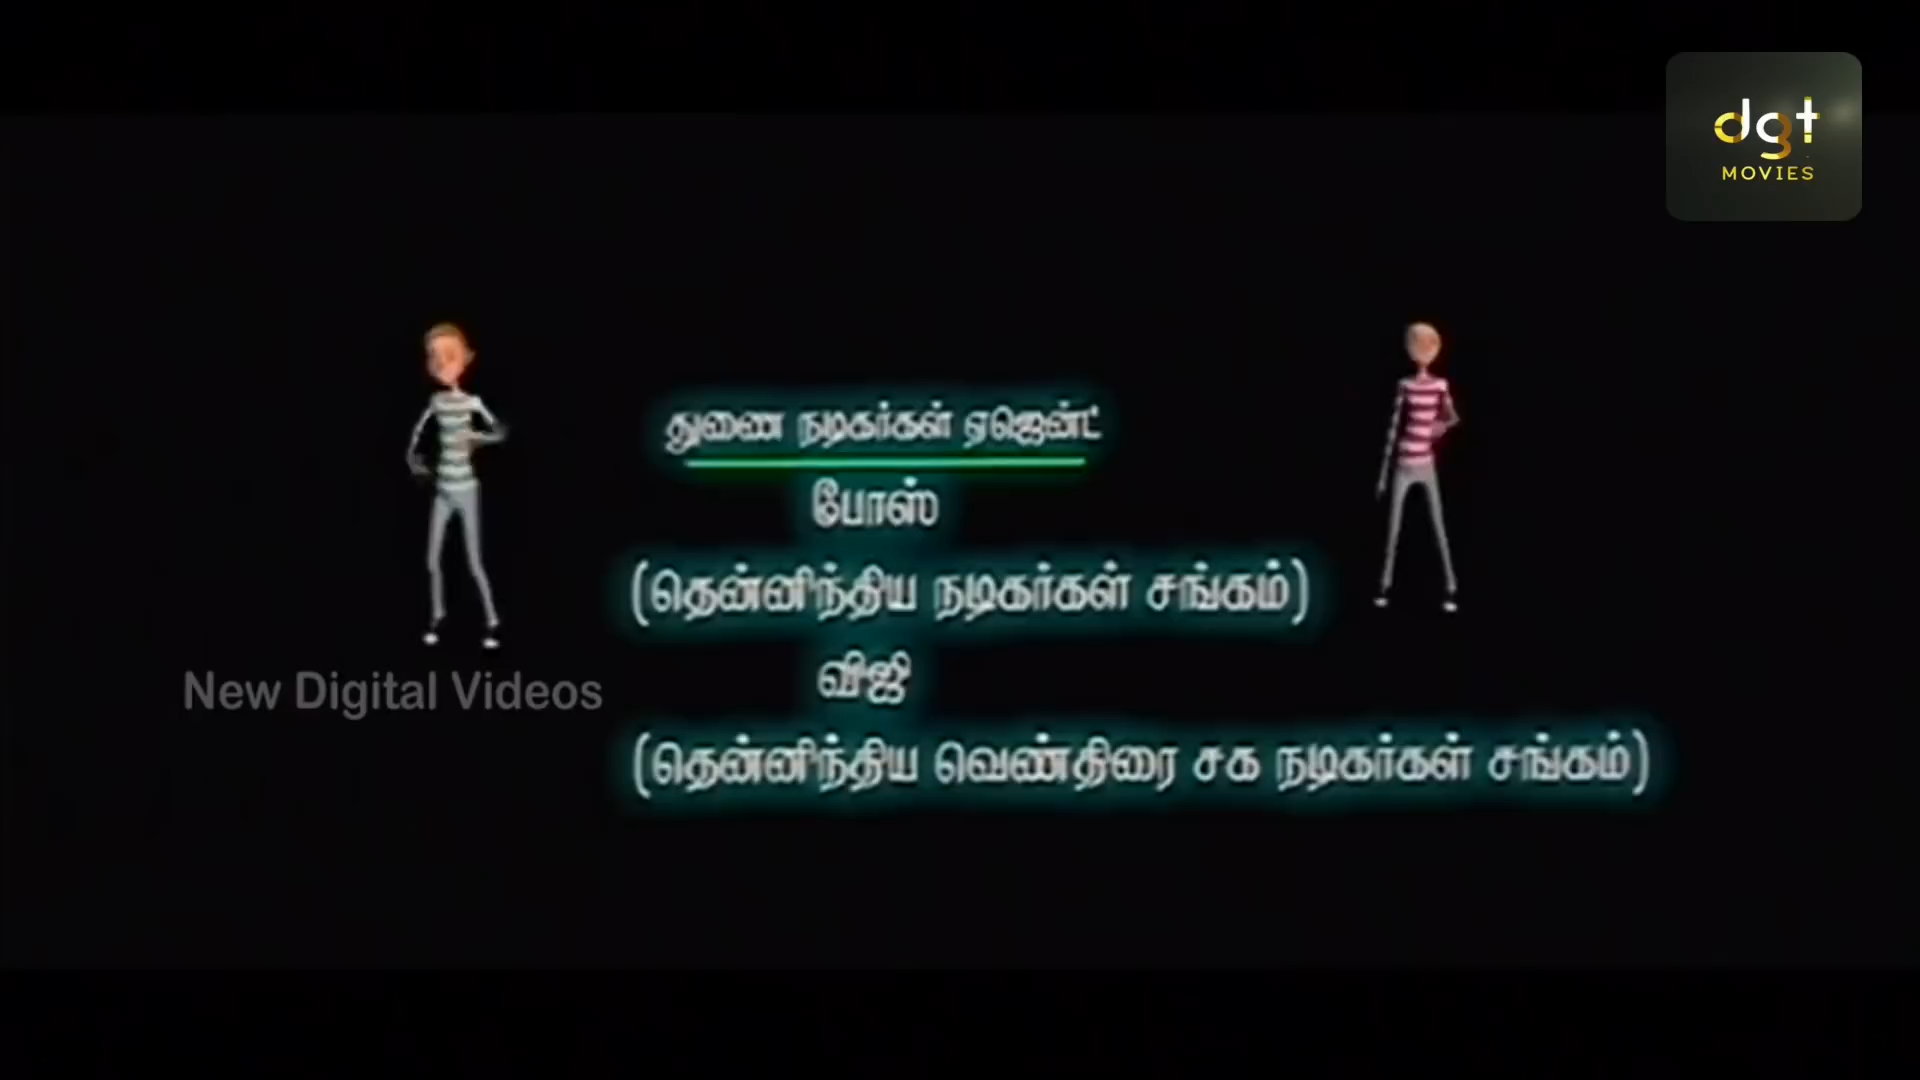 dgt
MOVIES
துணை நடிகர்கள் ஏஜென்ட்
போஸ்
(தென்னிந்திய நடிகர்கள் சங்கம்)
விஜி
New Digital Videos
(தென்னிந்திய வெண்திரை சக நடிகர்கள் சங்கம்)